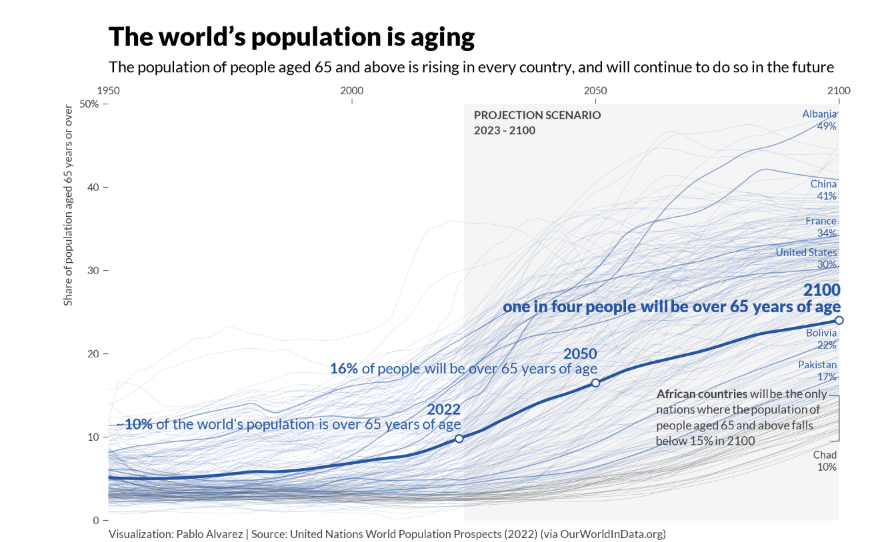 The world's population is aging
The population of people aged 65 and above is rising in every country, and will continue to do so in the future
1950
2000
2050
2100
Share of population aged 65 years or over
50%
40
30
20
10
0
PROJECTION SCENARIO
2023 - 2100
Albania
49%
China
41%
France
34%
United States
30%
2100
one in four people will be over 65 years of age
Bolivia
22%
2050
16% of people will be over 65 years of age
Pakistan
17%
African countries will be the only
nations where the population of
people aged 65 and above falls
below 15% in 2100
2022
~10% of the world's population is over 65 years of age
Chad
10%
Visualization: Pablo Alvarez | Source: United Nations World Population Prospects (2022) (via OurWorldInData.org)